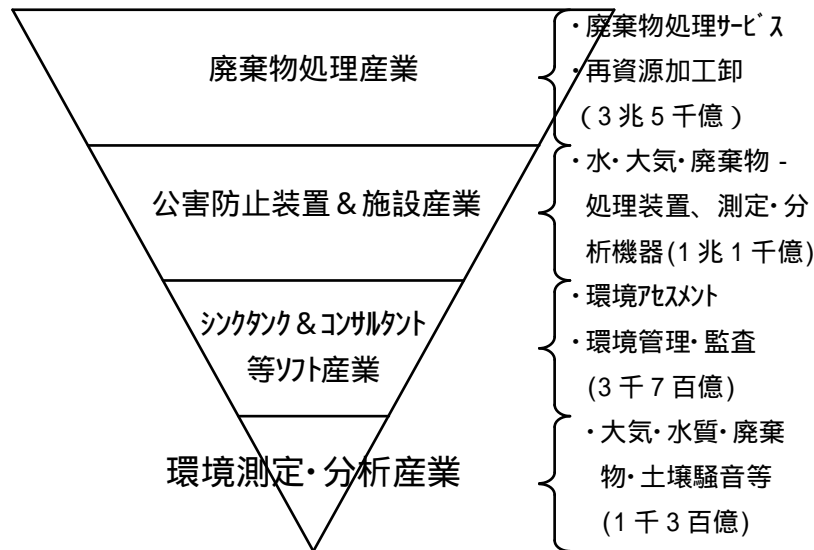 廃棄物処理産業
・廃棄物処理ｻｰﾋﾞｽ
・再資源加工卸
(3兆5千億)
公害防止装置&施設産業
・水・大気・廃棄物-
処理装置、測定・分
析機器(1兆1千億)
ｼﾝｸﾀﾝｸ&ｺﾝｻﾙﾀﾝﾄ
等ｿﾌﾄ産業
・環境ｱｾｽﾒﾝﾄ
・環境管理・監査
(3千7百億)
環境測定・分析産業
・大気・水質・廃棄
物・土壌騒音等
(1千3百億)